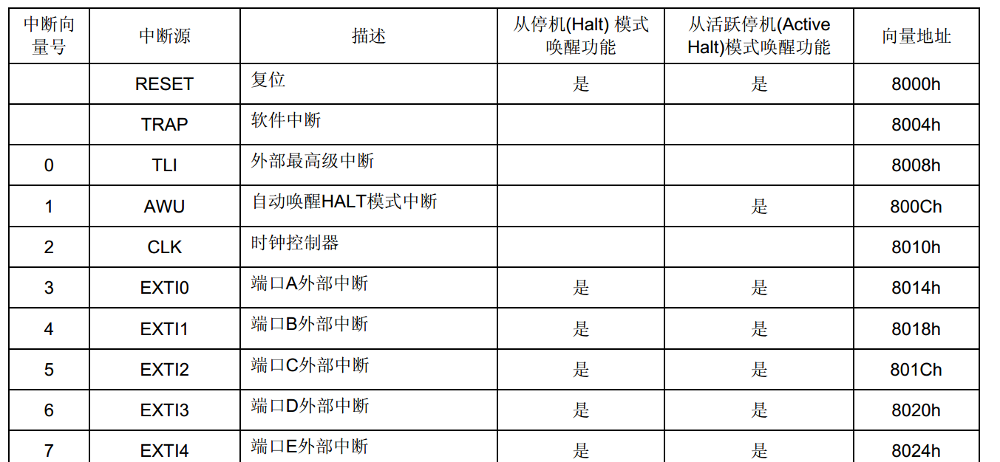 中断向
量号
中断源
描述
从停机(Halt) 模式
唤醒功能
从活跃停机(Active
Halt)模式唤醒功能
向量地址
RESET 复位 是 是 8000h
TRAP 软件中断 8004h
0 TLI 外部最高级中断 8008h
1 AWU 自动唤醒HALT模式中断 是 800Ch
2 CLK 时钟控制器 8010h
3 EXTI0 端口A外部中断 是 是 8014h
4 EXTI1 端口B外部中断 是 是 8018h
5 EXTI2 端口C外部中断 是 是 801Ch
6 EXTI3 端口D外部中断 是 是 8020h
7 EXTI4 端口E外部中断 是 是 8024h